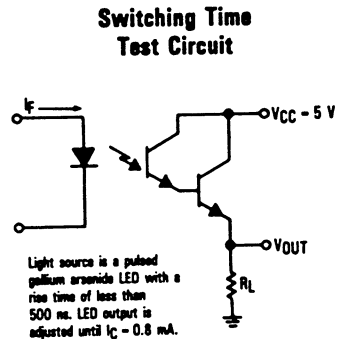 Switching Time
Test Circuit
IF
VCC = 5 V
VOUT
RL
Light source is a pulsed
gallium arsenide LED with a
rise time of less than
500 ns. LED output is
adjusted until IC = 0.8 mA.